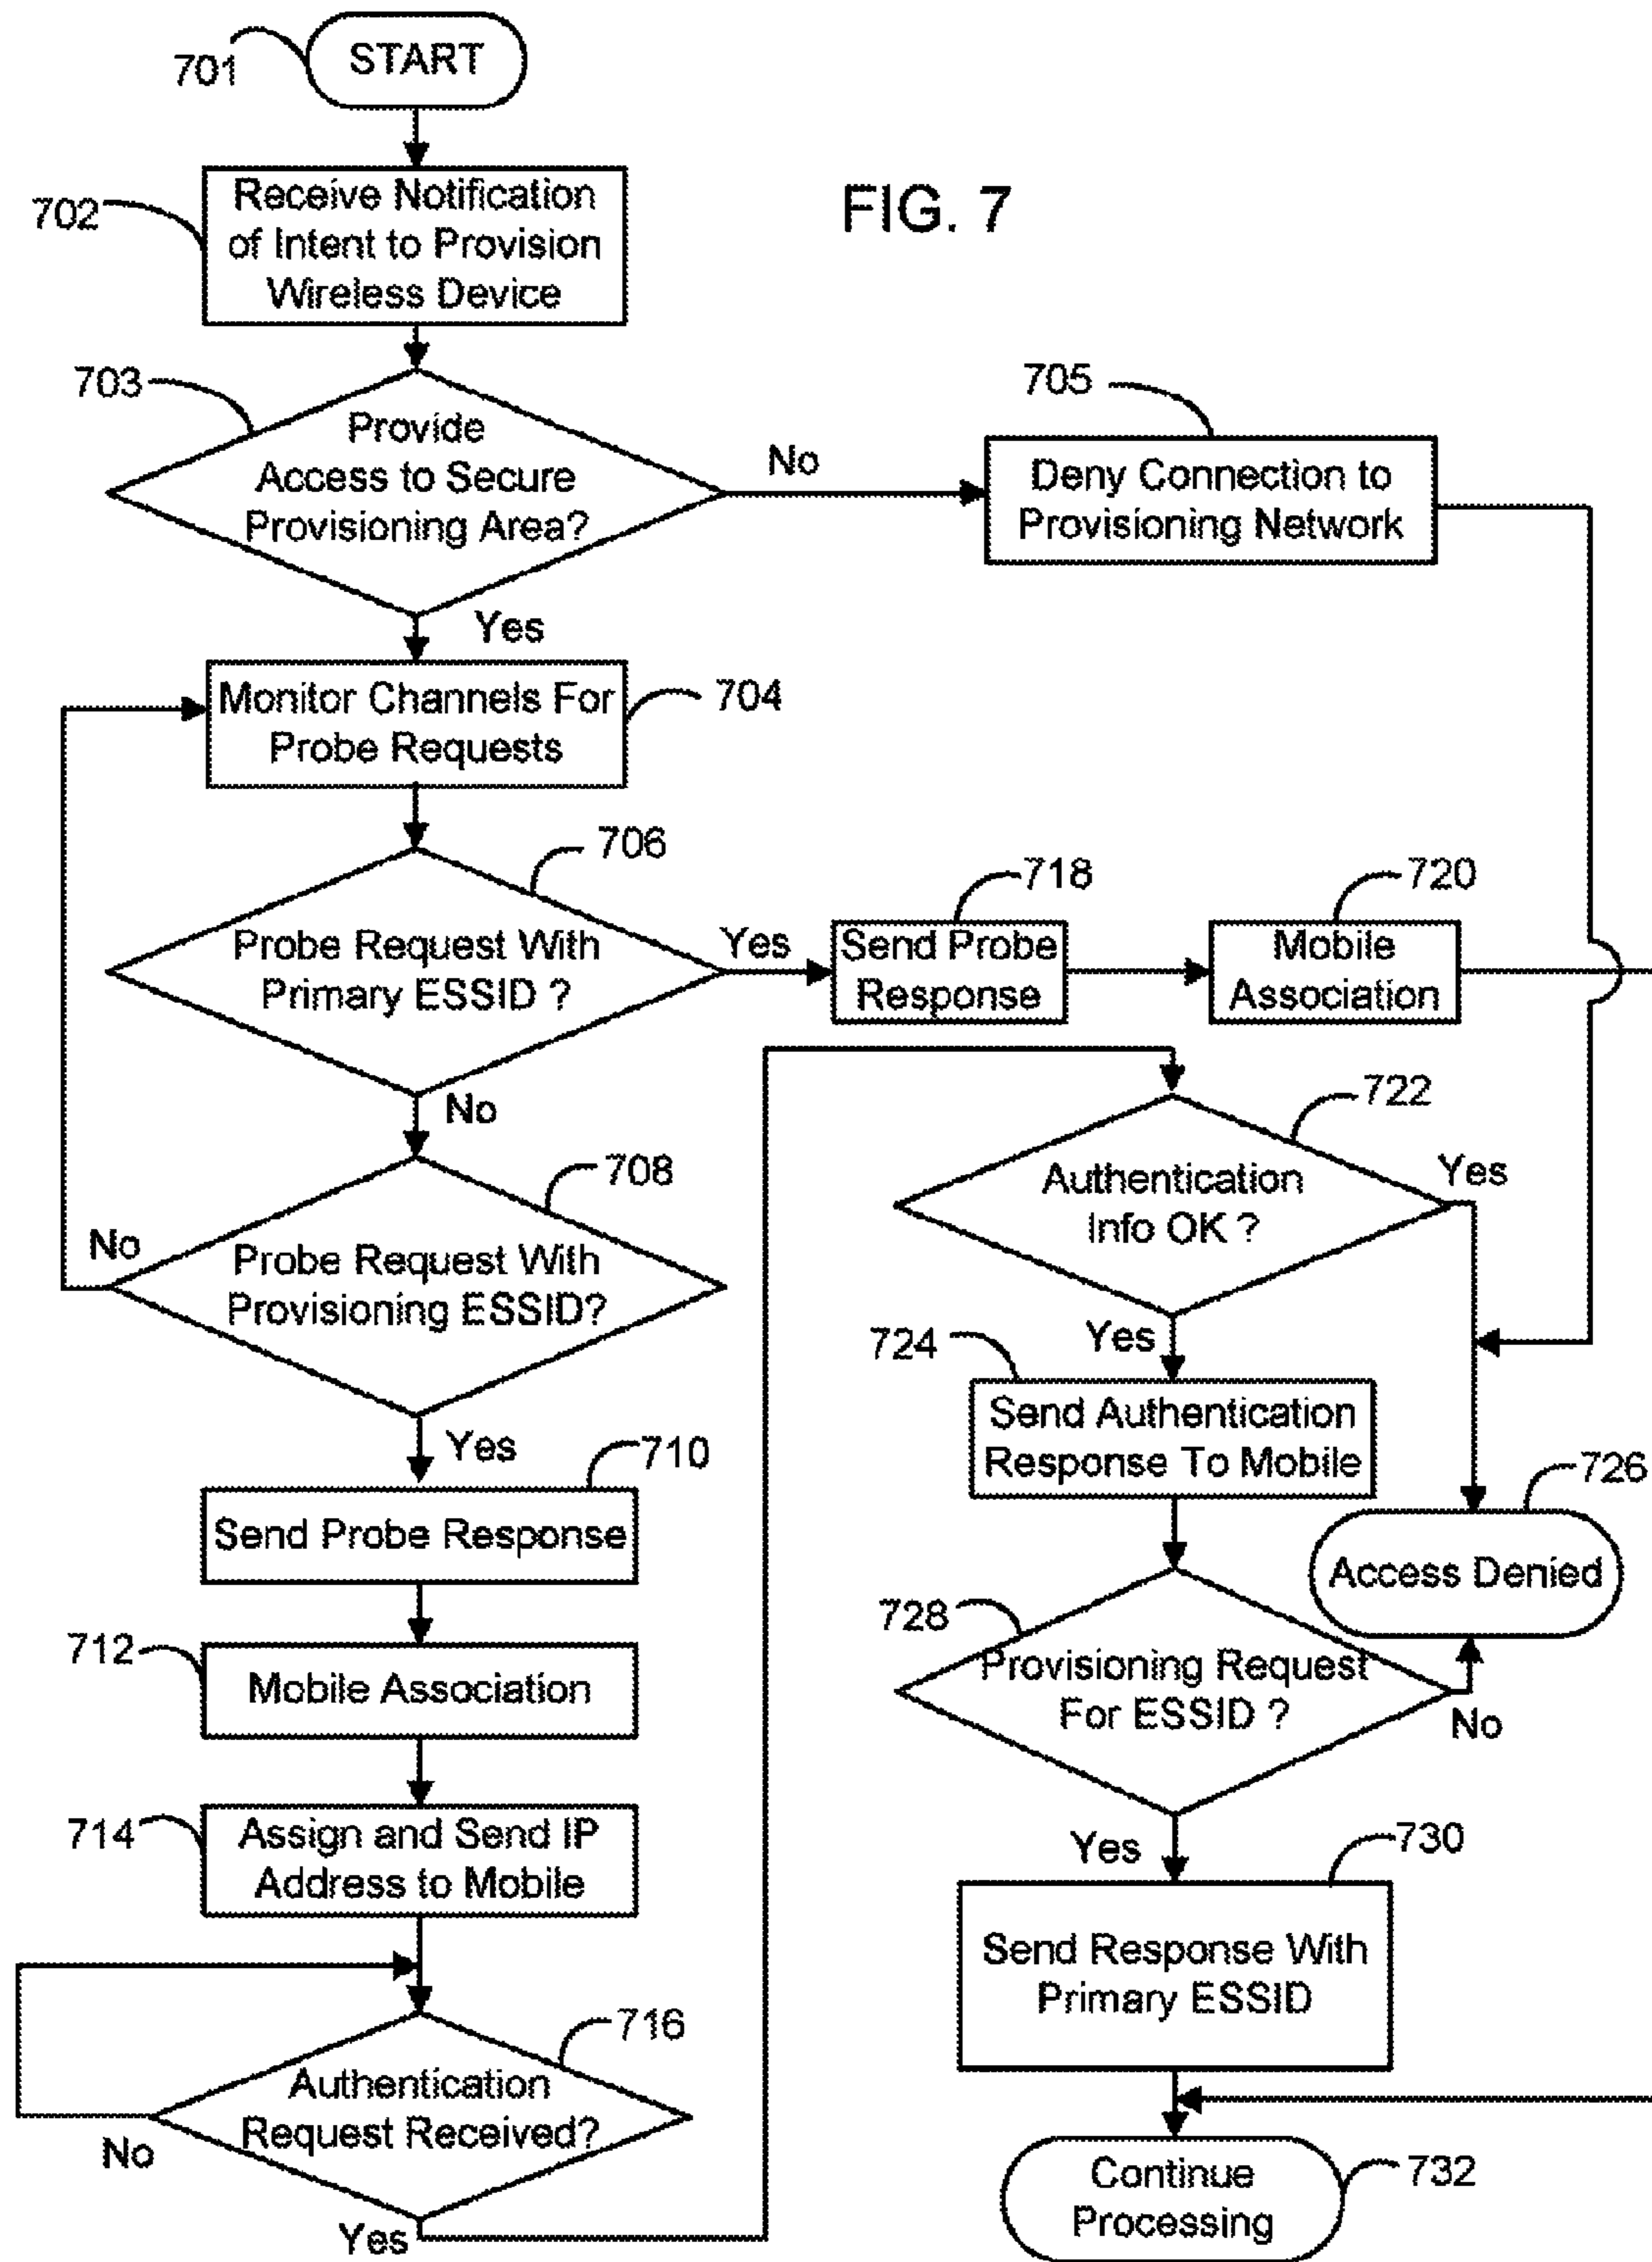 701
START
702
Receive Notification
of Intent to Provision
Wireless Device
FIG. 7
703
Provide
Access to Secure
Provisioning Area?
No
705
Deny Connection to
Provisioning Network
Yes
Monitor Channels For
Probe Requests
704
706
Probe Request With
Primary ESSID ?
Yes
718
Send Probe
Response
720
Mobile
Association
No
708
Probe Request With
Provisioning ESSID?
No
Yes
710
Send Probe Response
712
Mobile Association
714
Assign and Send IP
Address to Mobile
716
Authentication
Request Received?
No
Yes
722
Authentication
Info OK ?
Yes
Yes
724
Send Authentication
Response To Mobile
726
Access Denied
728
Provisioning Request
For ESSID ?
No
Yes
730
Send Response With
Primary ESSID
Continue
Processing
732